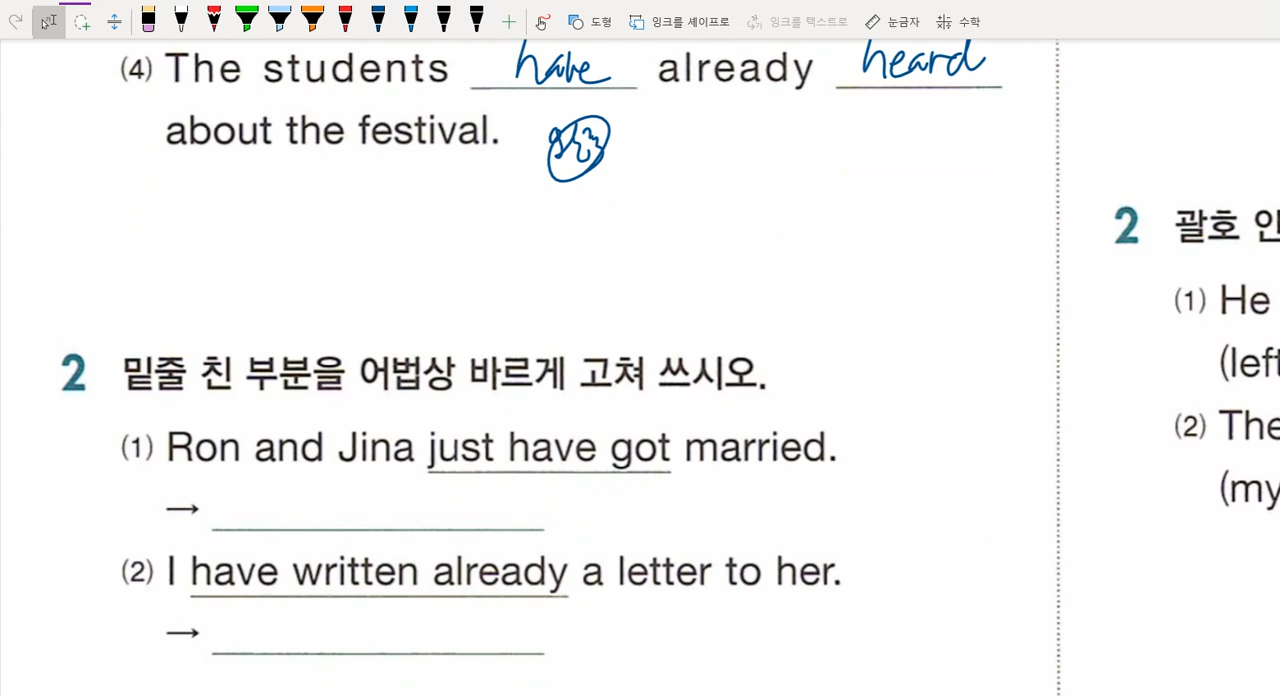 도형 잉크를 셰이프로 잉크를 텍스트로 눈금자 수학
(4) The students have already heard
about the festival.
2 밑줄 친 부분을 어법상 바르게 고쳐 쓰시오.
(1) Ron and Jina just have got married.
→
(2) I have written already a letter to her.
→
2 괄호 안
(1) He
(left
(2) The
(my